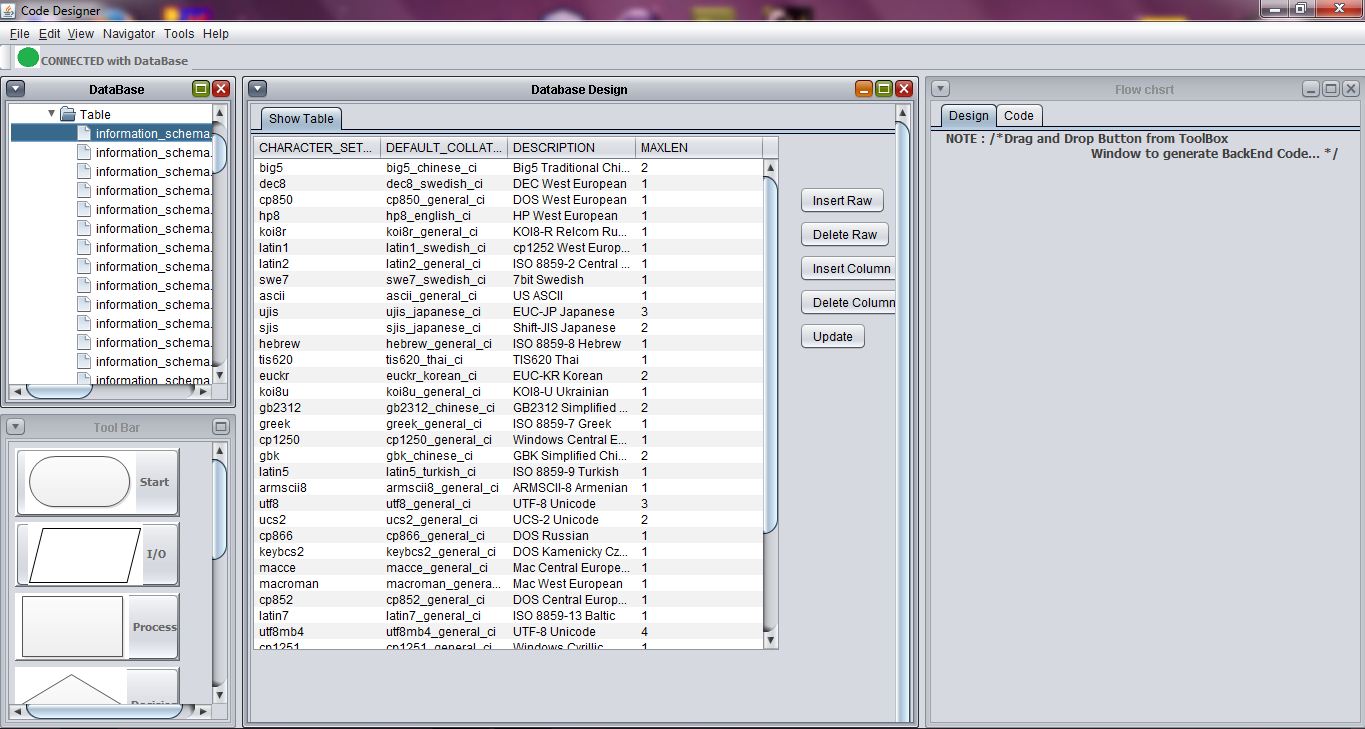 Code Designer
File Edit View Navigator Tools Help
CONNECTED with DataBase
DataBase
Table
information_schema.
information_schema.
information_schema.
information_schema.
information_schema.
information_schema.
information_schema.
information_schema.
information_schema.
information_schema.
information_schema.
information_schema.
information_schema.
information_schema.
Tool Bar
Start
I/O
Process
Database Design
Show Table
CHARACTER_SET... DEFAULT_COLLAT... DESCRIPTION MAXLEN
big5 big5_chinese_ci Big5 Traditional Chi... 2
dec8 dec8_swedish_ci DEC West European 1
cp850 cp850_general_ci DOS West European 1
hp8 hp8_english_ci HP West European 1
koi8r koi8r_general_ci KOI8-R Relcom Ru... 1
latin1 latin1_swedish_ci cp1252 West Europ... 1
latin2 latin2_general_ci ISO 8859-2 Central ... 1
swe7 swe7_swedish_ci 7bit Swedish 1
ascii ascii_general_ci US ASCII 1
ujis ujis_japanese_ci EUC-JP Japanese 3
sjis sjis_japanese_ci Shift-JIS Japanese 2
hebrew hebrew_general_ci ISO 8859-8 Hebrew 1
tis620 tis620_thai_ci TIS620 Thai 1
euckr euckr_korean_ci EUC-KR Korean 2
koi8u koi8u_general_ci KOI8-U Ukrainian 1
gb2312 gb2312_chinese_ci GB2312 Simplified ... 2
greek greek_general_ci ISO 8859-7 Greek 1
cp1250 cp1250_general_ci Windows Central E... 1
gbk gbk_chinese_ci GBK Simplified Chi... 2
latin5 latin5_turkish_ci ISO 8859-9 Turkish 1
armscii8 armscii8_general_ci ARMSCII-8 Armenian 1
utf8 utf8_general_ci UTF-8 Unicode 3
ucs2 ucs2_general_ci UCS-2 Unicode 2
cp866 cp866_general_ci DOS Russian 1
keybcs2 keybcs2_general_ci DOS Kamenicky Cz... 1
macce macce_general_ci Mac Central Europe... 1
macroman macroman_genera... Mac West European 1
cp852 cp852_general_ci DOS Central Europ... 1
latin7 latin7_general_ci ISO 8859-13 Baltic 1
utf8mb4 utf8mb4_general_ci UTF-8 Unicode 4
cp1251 cp1251_general_ci Windows Cyrillic 1
Insert Raw
Delete Raw
Insert Column
Delete Column
Update
Flow chsrt
Design Code
NOTE : /*Drag and Drop Button from ToolBox
Window to generate BackEnd Code... */